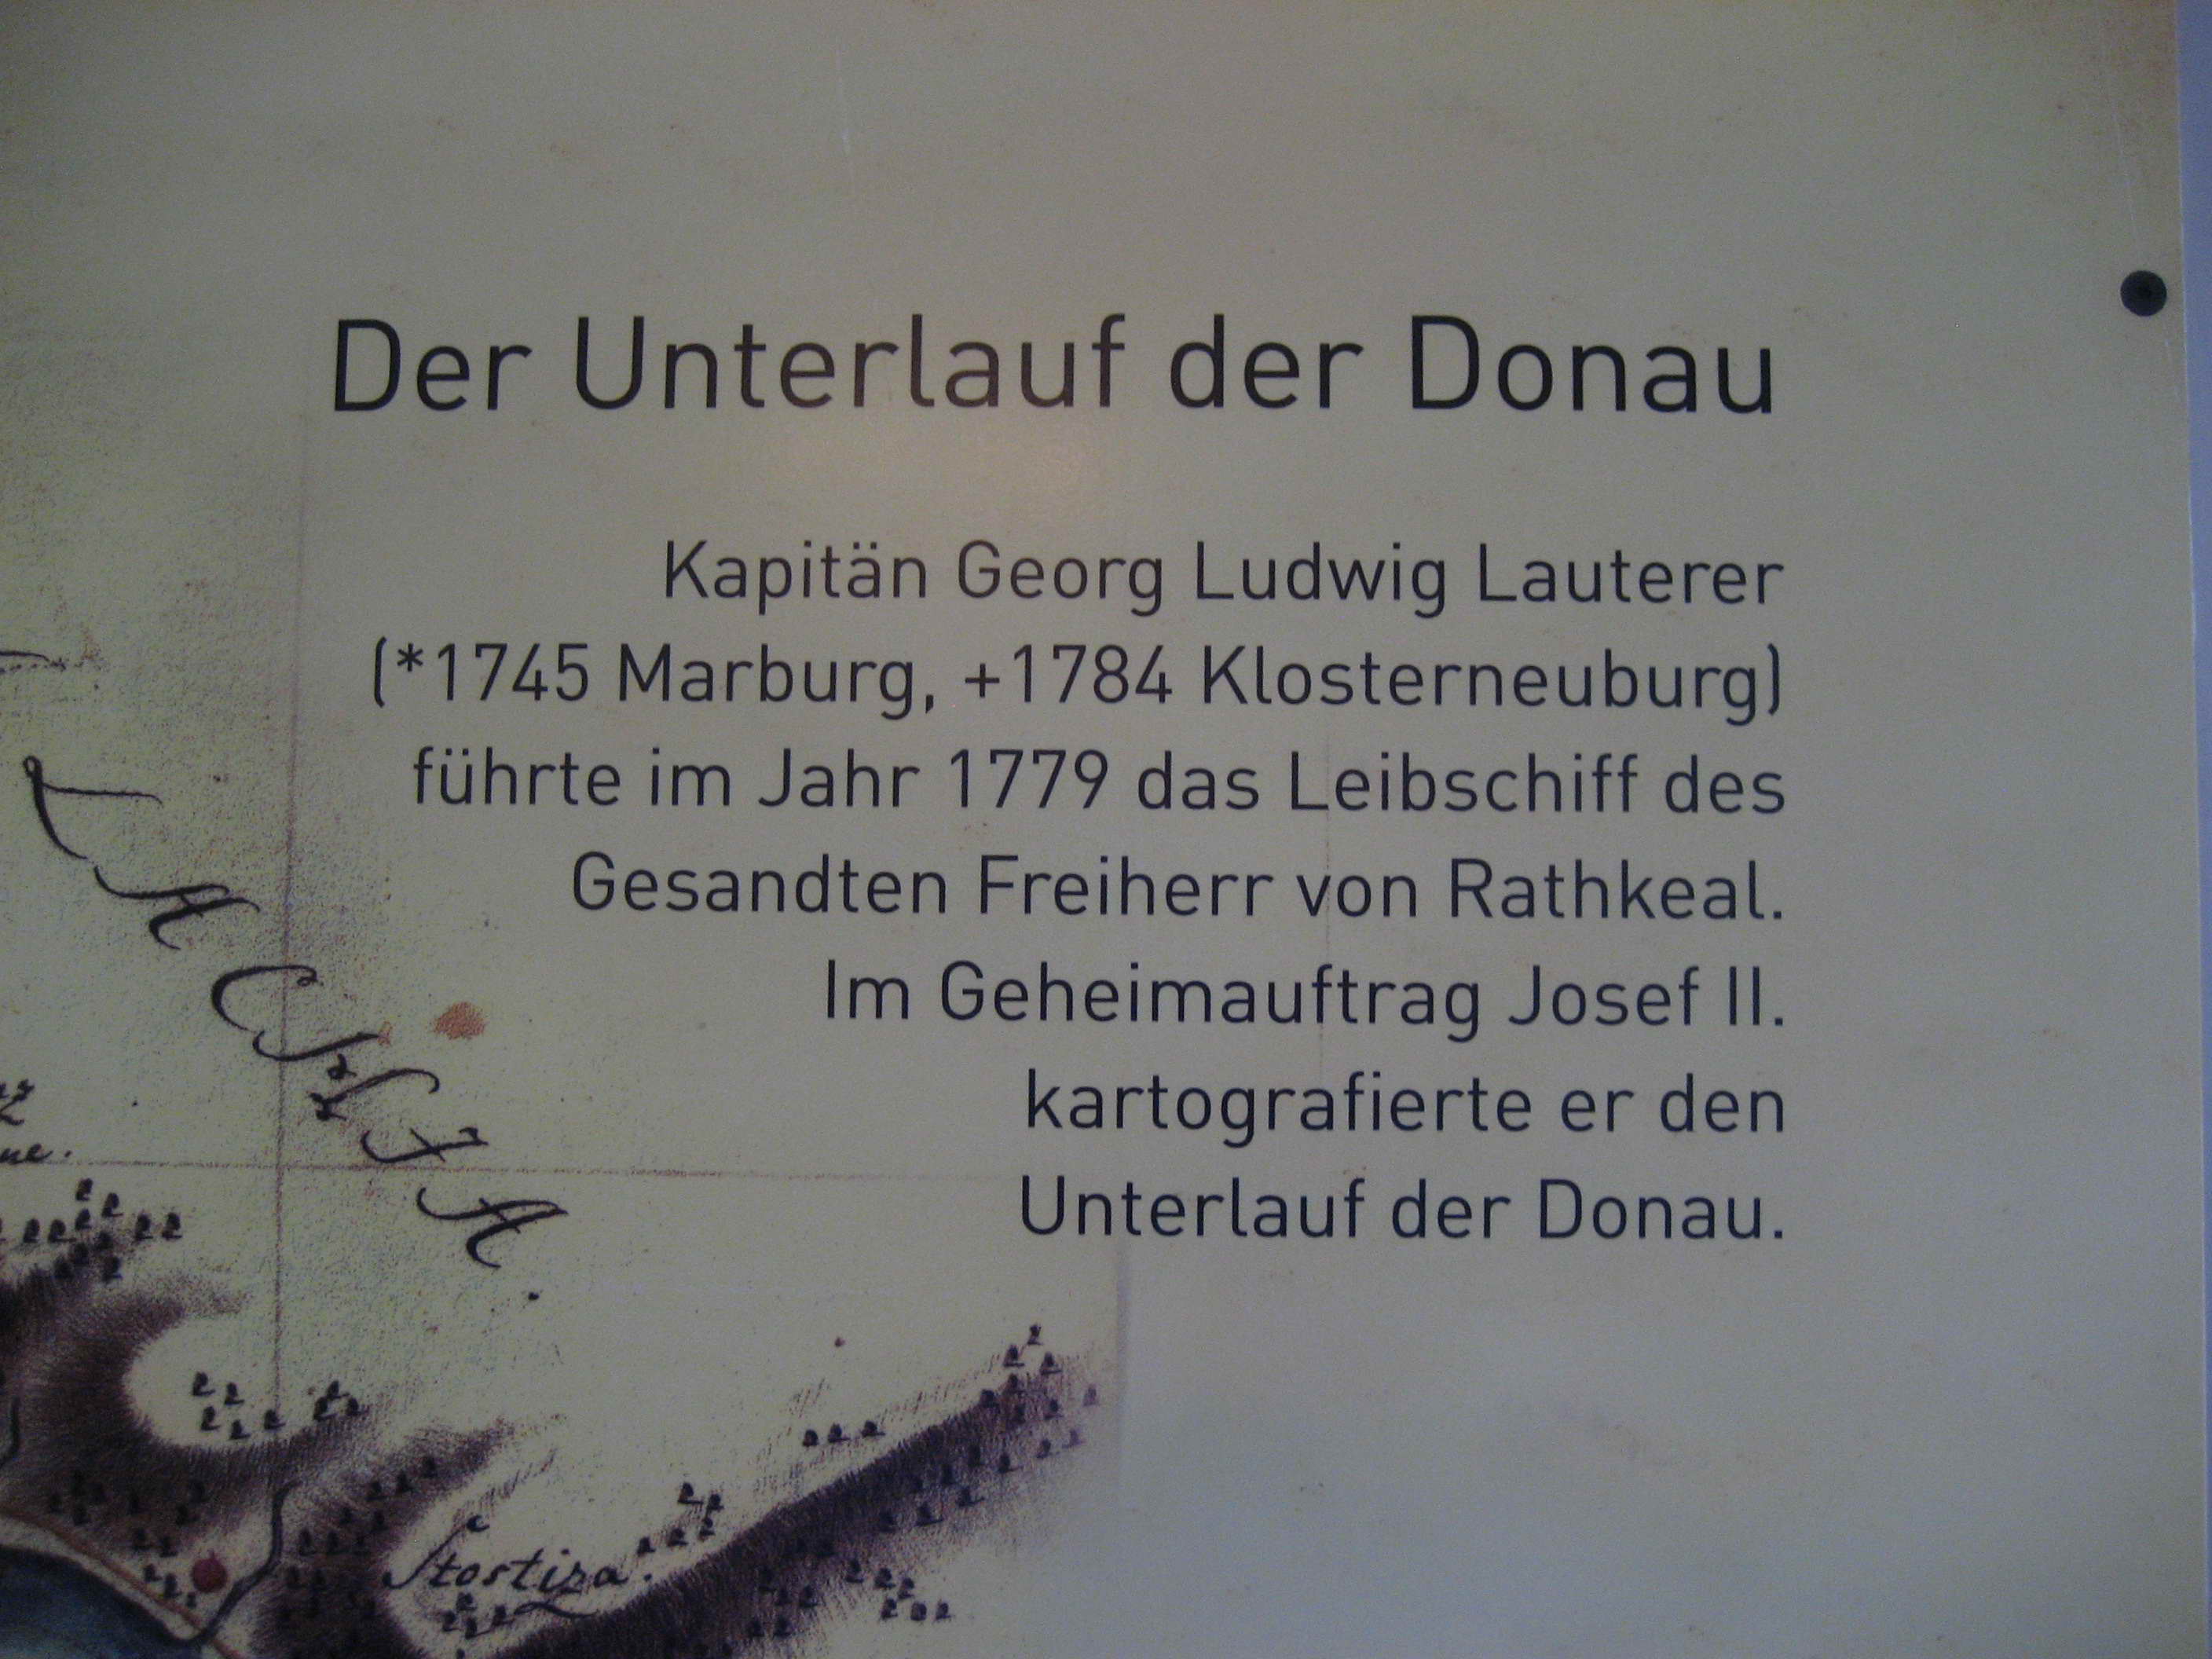 Der Unterlauf der Donau
Kapitän Georg Ludwig Lauterer
(*1745 Marburg, +1784 Klosterneuburg)
führte im Jahr 1779 das Leibschiff des
Gesandten Freiherr von Rathkeal.
Im Geheimauftrag Josef II.
kartografierte er den
Unterlauf der Donau.
Stostiza.